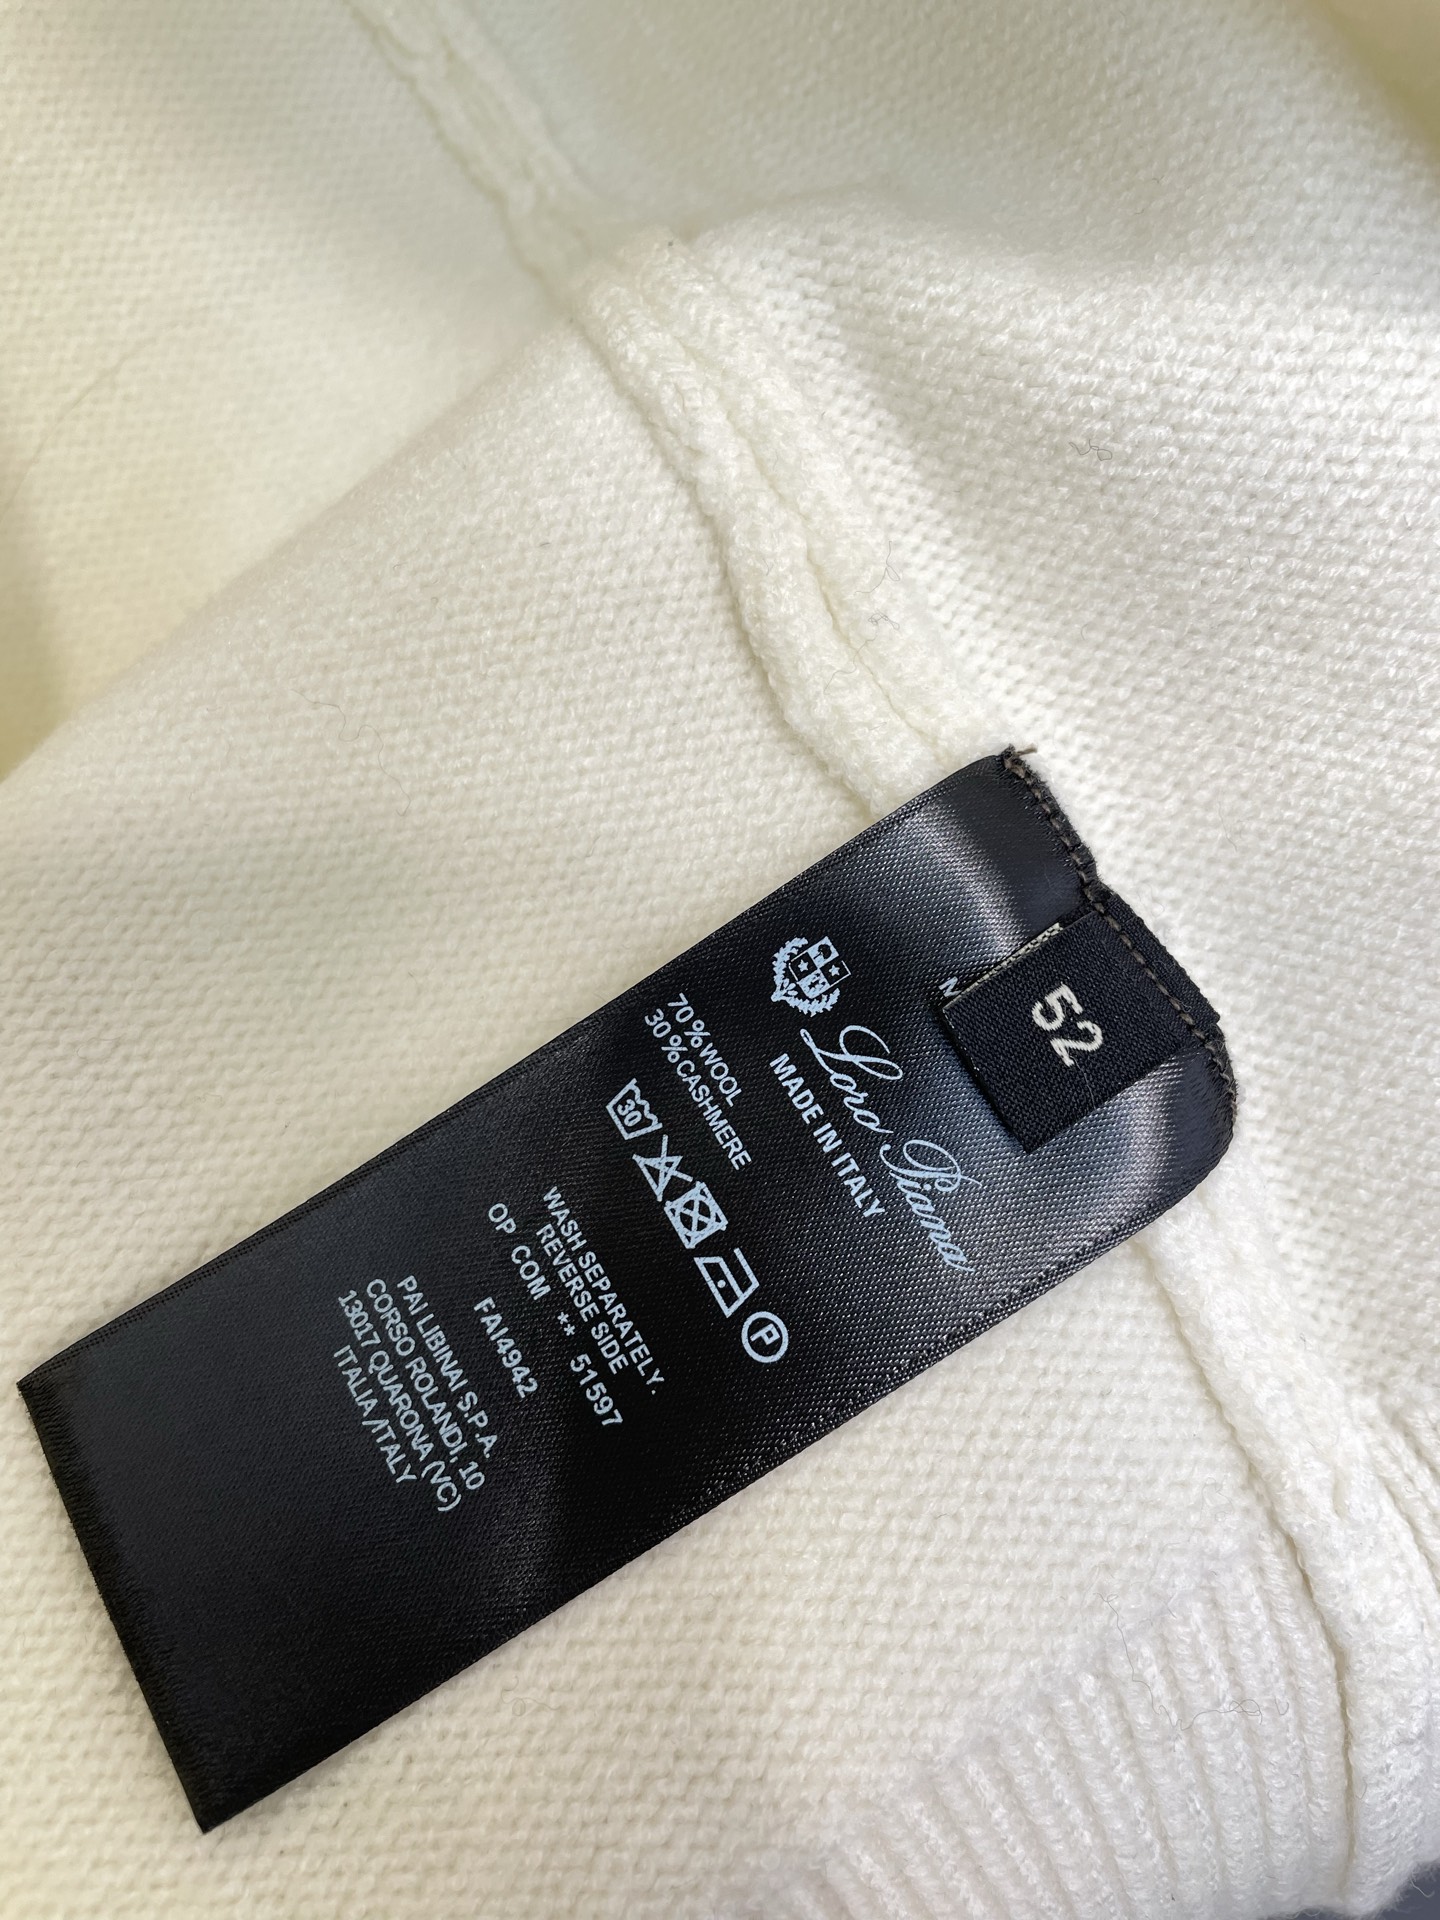 52
Loro Piana
MADE IN ITALY
70%WOOL
30%CASHMERE
30
P
WASH SEPARATELY.
REVERSE SIDE
OP COM ** 51597
FAI4942
PAI LIBINAI S.P.A.
CORSO ROLANDI, 10
13017 QUARONA (VC)
ITALIA/ITALY